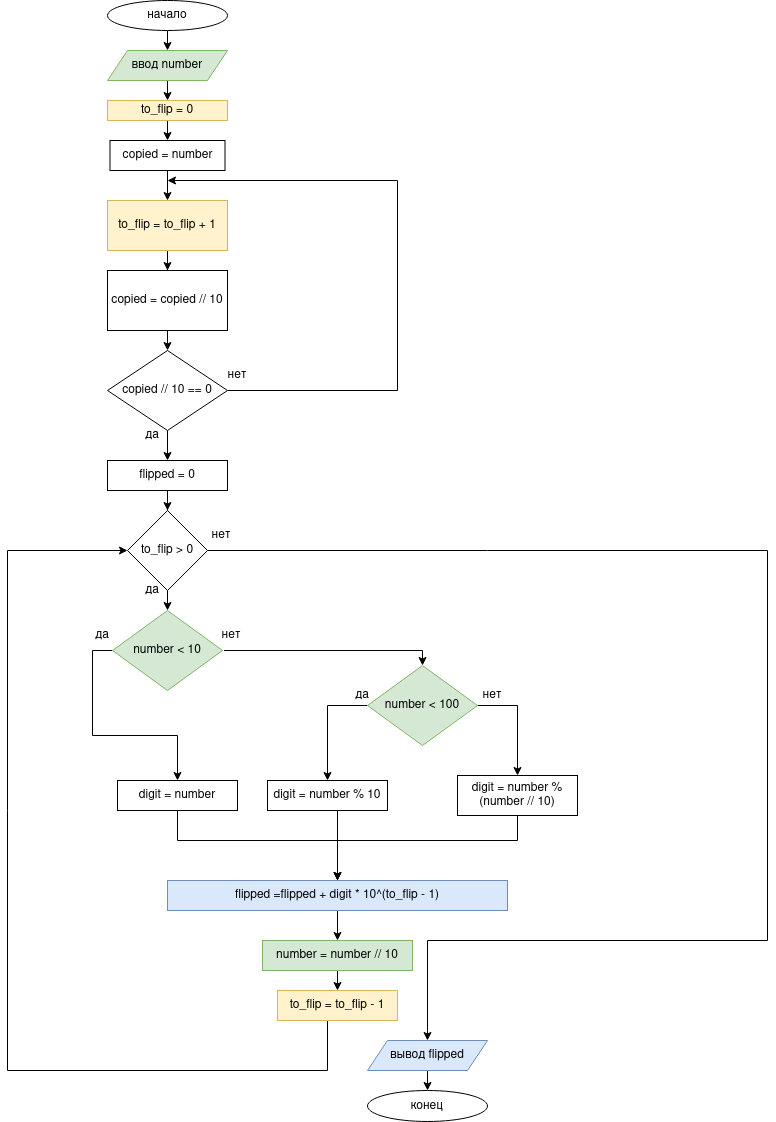 начало
ввод number
to_flip = 0
copied = number
to_flip = to_flip + 1
copied = copied // 10
copied // 10 == 0
нет
да
flipped = 0
to_flip > 0
нет
да
number < 10
да
нет
number < 100
да
нет
digit = number
digit = number % 10
digit = number %
(number // 10)
flipped =flipped + digit * 10^(to_flip - 1)
number = number // 10
to_flip = to_flip - 1
вывод flipped
конец